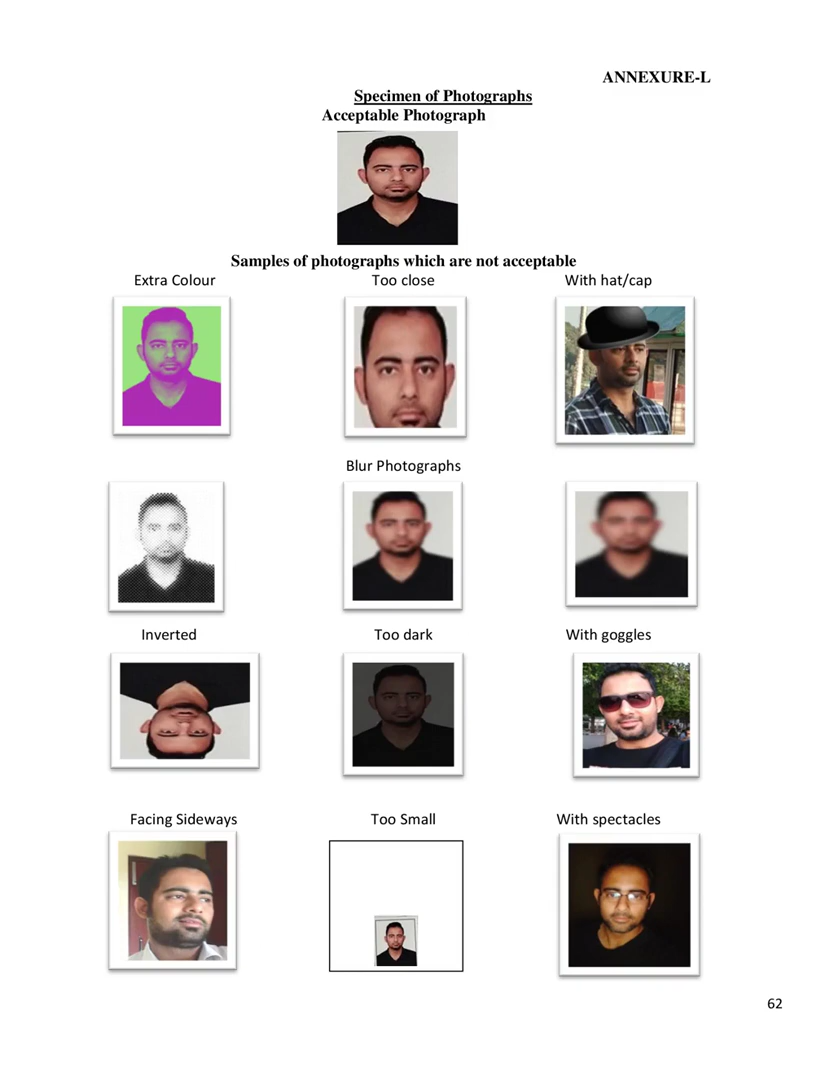 ANNEXURE-L
Specimen of Photographs
Acceptable Photograph
Samples of photographs which are not acceptable
Extra Colour Too close With hat/cap
Blur Photographs
Inverted Too dark With goggles
Facing Sideways Too Small With spectacles
62